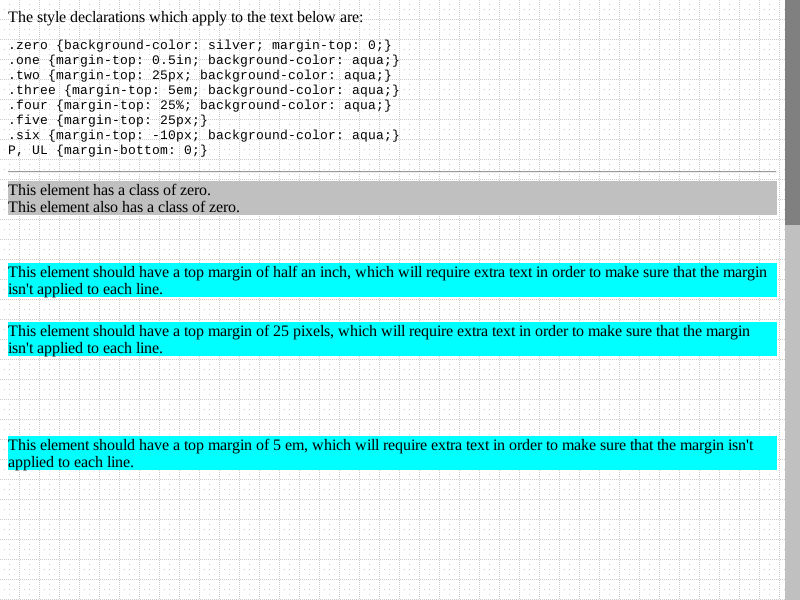 The style declarations which apply to the text below are:
.zero {background-color: silver; margin-top: 0;}
.one {margin-top: 0.5in; background-color: aqua;}
.two {margin-top: 25px; background-color: aqua;}
.three {margin-top: 5em; background-color: aqua;}
.four {margin-top: 25%; background-color: aqua;}
.five {margin-top: 25px;}
.six {margin-top: -10px; background-color: aqua;}
P, UL {margin-bottom: 0;}
This element has a class of zero.
This element also has a class of zero.
This element should have a top margin of half an inch, which will require extra text in order to make sure that the margin
isn't applied to each line.
This element should have a top margin of 25 pixels, which will require extra text in order to make sure that the margin
isn't applied to each line.
This element should have a top margin of 5 em, which will require extra text in order to make sure that the margin isn't
applied to each line.